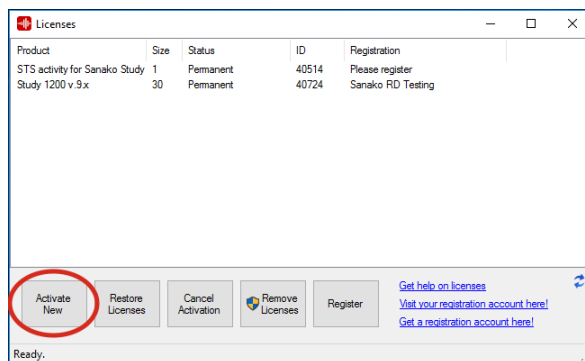 Licenses
Product Size Status ID Registration
STS activity for Sanako Study 1 Permanent 40514 Please register
Study 1200 v.9.x 30 Permanent 40724 Sanako RD Testing
Activate
New
Restore
Licenses
Cancel
Activation
Remove
Licenses
Register
Get help on licenses
Visit your registration account here!
Get a registration account here!
Ready.